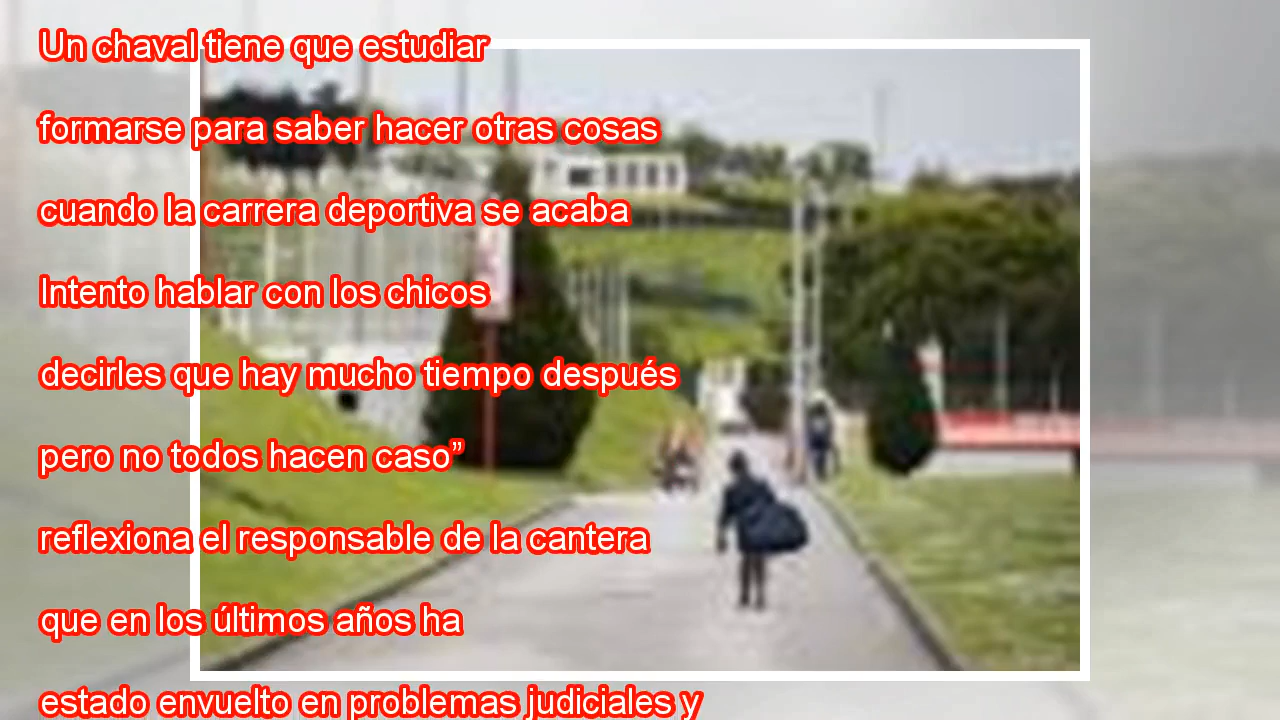 Un chaval tiene que estudiar
formarse para saber hacer otras cosas
cuando la carrera deportiva se acaba
Intento hablar con los chicos
decirles que hay mucho tiempo después
pero no todos hacen caso”
reflexiona el responsable de la cantera
que en los últimos años ha
estado envuelto en problemas judiciales y